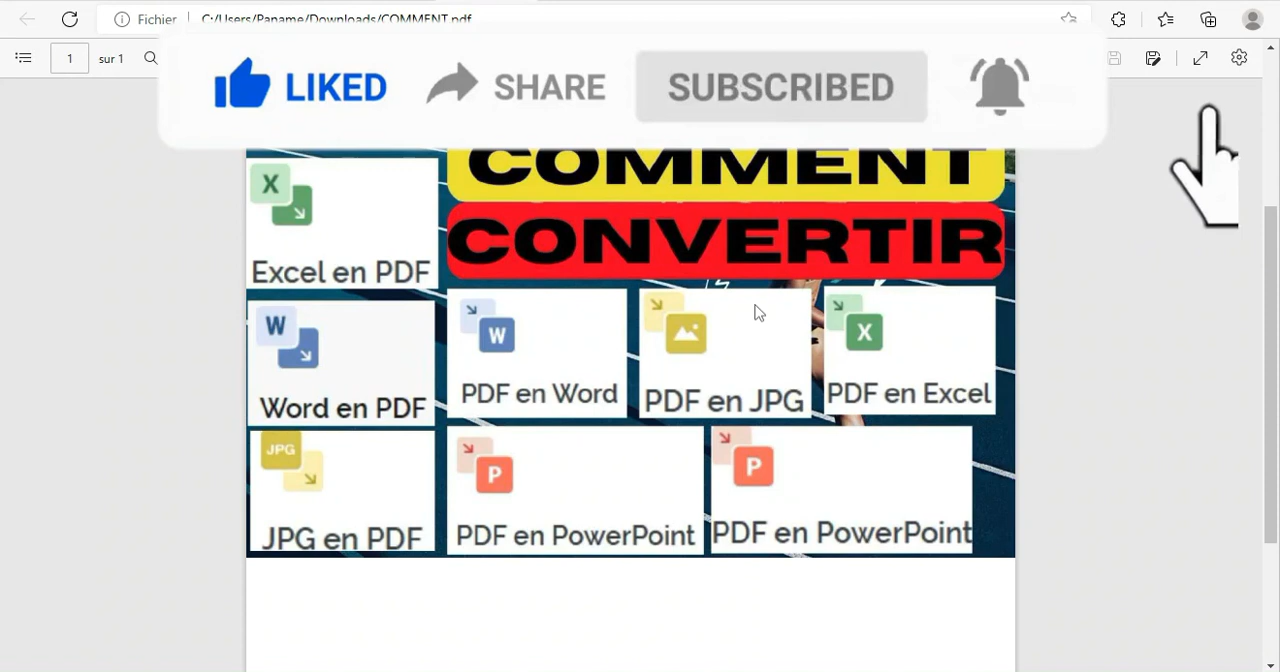 Fichier
C:/Users/Paname/Downloads/COMMENT.pdf
1 sur 1
LIKED
SHARE
SUBSCRIBED
COMMENT
CONVERTIR
X
Excel en PDF
W
Word en PDF
W
PDF en Word
PDF en JPG
X
PDF en Excel
JPG
JPG en PDF
P
PDF en PowerPoint
P
PDF en PowerPoint